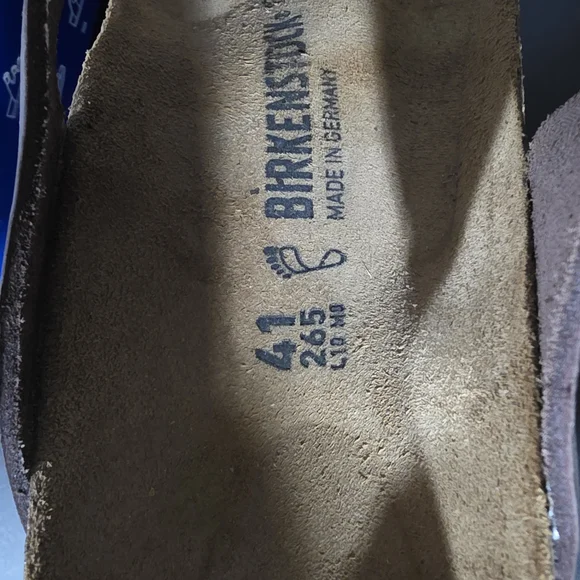 BIRKENSTOCK
MADE IN GERMANY
41
265
L10 M8